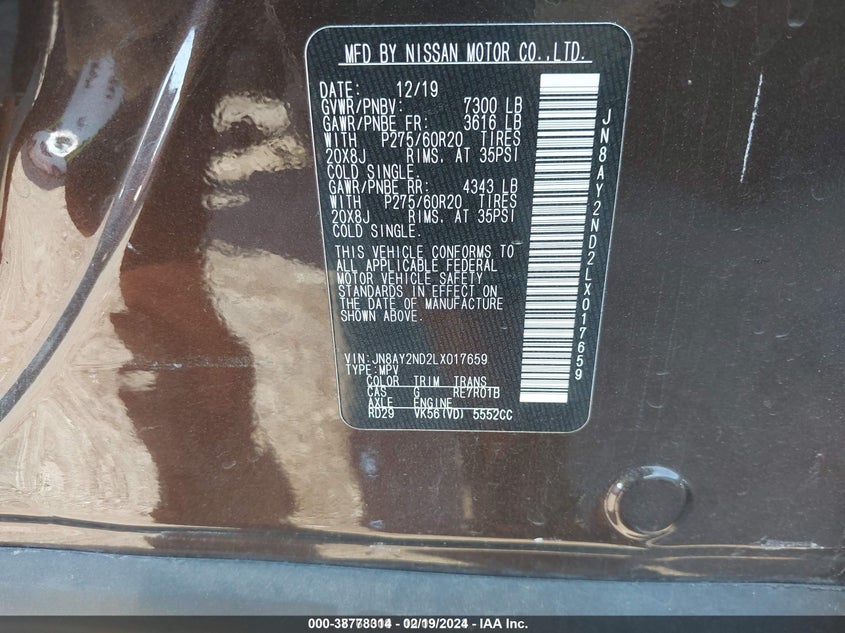 MFD BY NISSAN MOTOR CO.,LTD.
DATE: 12/19
GVWR/PNBV: 7300 LB
GAWR/PNBE FR: 3616 LB
WITH P275/60R20 TIRES
20X8J RIMS. AT 35PSI
COLD SINGLE.
GAWR/PNBE RR: 4343 LB
WITH P275/60R20 TIRES
20X8J RIMS. AT 35PSI
COLD SINGLE.
THIS VEHICLE CONFORMS TO
ALL APPLICABLE FEDERAL
MOTOR VEHICLE SAFETY
STANDARDS IN EFFECT ON
THE DATE OF MANUFACTURE
SHOWN ABOVE.
VIN:JN8AY2ND2LX017659
TYPE:MPV
COLOR TRIM TRANS
CAS G RE7R01B
AXLE ENGINE
RD29 VK56(VD) 5552CC
JN8AY2ND2LX017659
02/19/2024 - IAA Inc.